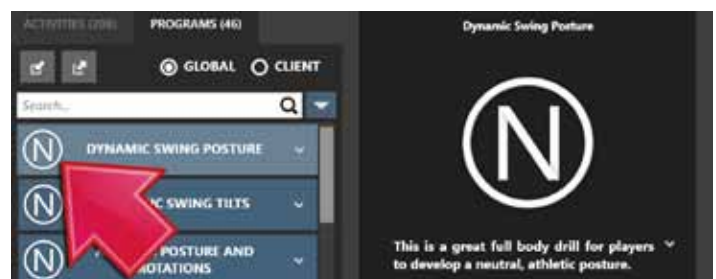 ACTIVITIES (208)
PROGRAMS (46)
GLOBAL
CLIENT
Search...
N
DYNAMIC SWING POSTURE
N
SWING TILTS
N
POSTURE AND
Dynamic Swing Posture
N
This is a great full body drill for players
to develop a neutral, athletic posture.